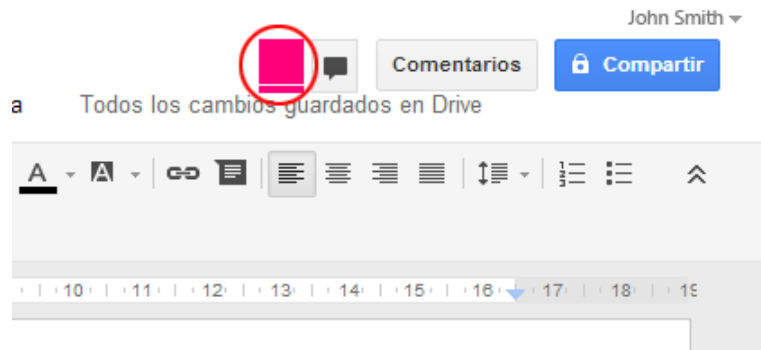 John Smith
Comentarios Compartir
a Todos los cambios guardados en Drive
A A
10 11 12 13 14 15 16 17 18 19